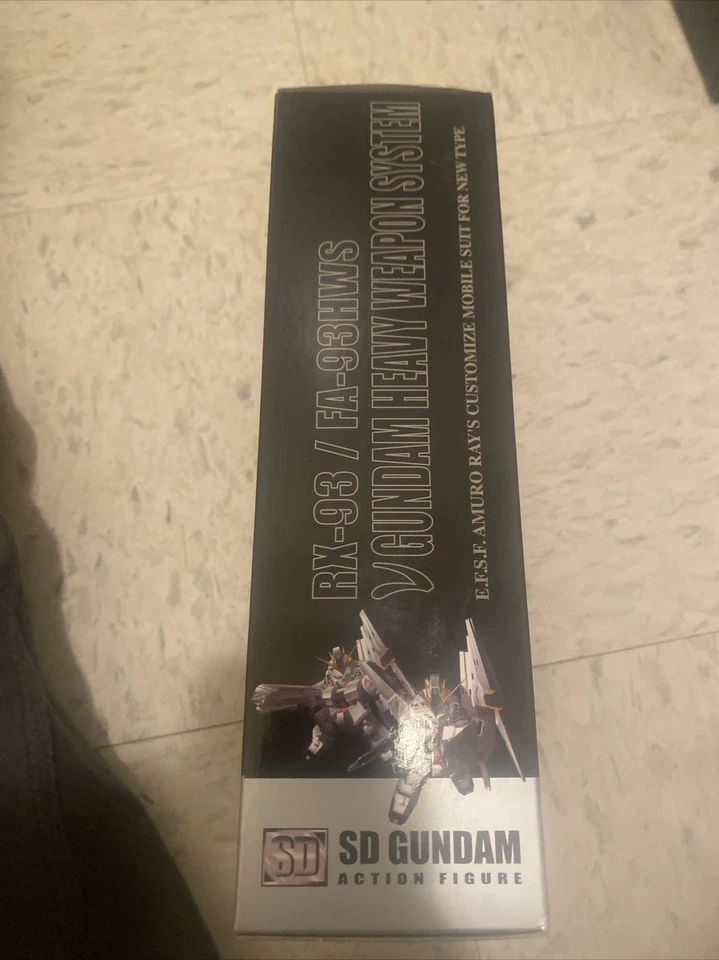 RX-93 / FA-93HWS
ν GUNDAM HEAVY WEAPON SYSTEM
E.F.S.F. AMURO RAY'S CUSTOMIZE MOBILE SUIT FOR NEW TYPE
SD
SD GUNDAM
ACTION FIGURE